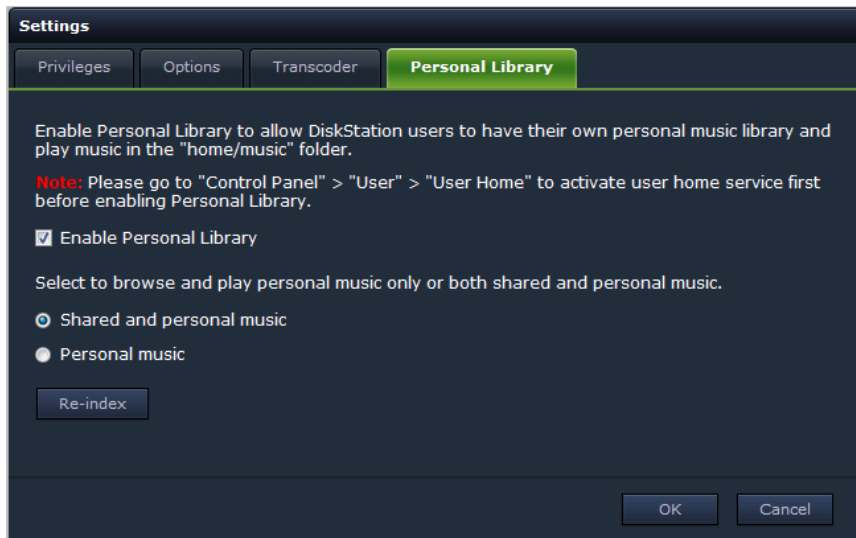 Settings
Privileges
Options
Transcoder
Personal Library
Enable Personal Library to allow DiskStation users to have their own personal music library and
play music in the "home/music" folder.
Note: Please go to "Control Panel" > "User" > "User Home" to activate user home service first
before enabling Personal Library.
Enable Personal Library
Select to browse and play personal music only or both shared and personal music.
Shared and personal music
Personal music
Re-index
OK
Cancel